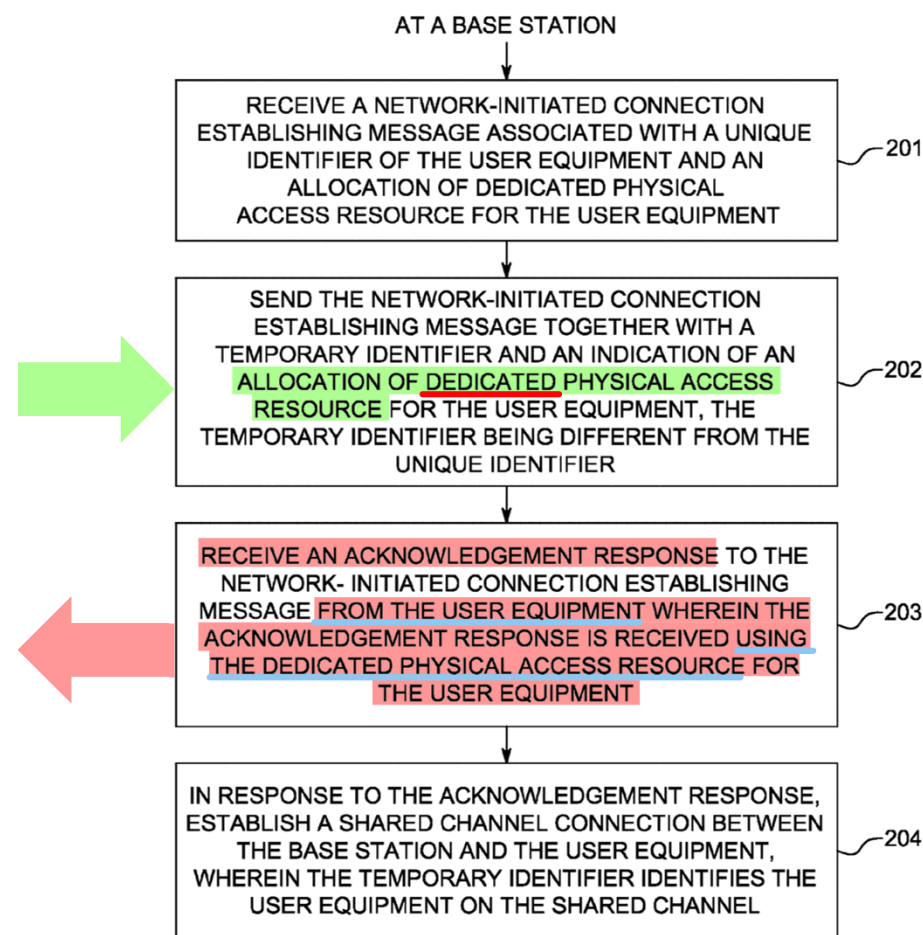 AT A BASE STATION
RECEIVE A NETWORK-INITIATED CONNECTION
ESTABLISHING MESSAGE ASSOCIATED WITH A UNIQUE
IDENTIFIER OF THE USER EQUIPMENT AND AN
ALLOCATION OF DEDICATED PHYSICAL
ACCESS RESOURCE FOR THE USER EQUIPMENT
201
SEND THE NETWORK-INITIATED CONNECTION
ESTABLISHING MESSAGE TOGETHER WITH A
TEMPORARY IDENTIFIER AND AN INDICATION OF AN
ALLOCATION OF DEDICATED PHYSICAL ACCESS
RESOURCE FOR THE USER EQUIPMENT, THE
TEMPORARY IDENTIFIER BEING DIFFERENT FROM THE
UNIQUE IDENTIFIER
202
RECEIVE AN ACKNOWLEDGEMENT RESPONSE TO THE
NETWORK- INITIATED CONNECTION ESTABLISHING
MESSAGE FROM THE USER EQUIPMENT WHEREIN THE
ACKNOWLEDGEMENT RESPONSE IS RECEIVED USING
THE DEDICATED PHYSICAL ACCESS RESOURCE FOR
THE USER EQUIPMENT
203
IN RESPONSE TO THE ACKNOWLEDGEMENT RESPONSE,
ESTABLISH A SHARED CHANNEL CONNECTION BETWEEN
THE BASE STATION AND THE USER EQUIPMENT,
WHEREIN THE TEMPORARY IDENTIFIER IDENTIFIES THE
USER EQUIPMENT ON THE SHARED CHANNEL
204